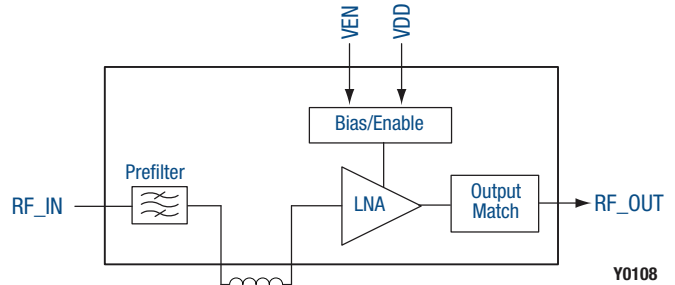 VEN
VDD
Bias/Enable
Prefilter
RF_IN
LNA
Output
Match
RF_OUT
Y0108